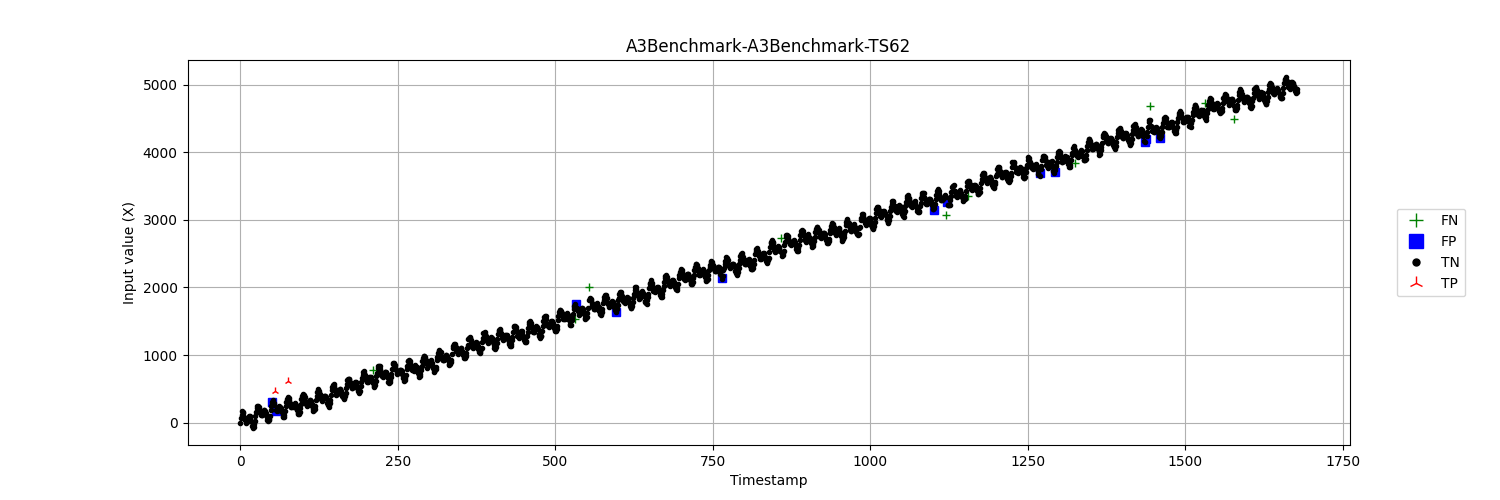 A3Benchmark-A3Benchmark-TS62
Input value (X)
5000
4000
3000
2000
1000
0
0 250 500 750 1000 1250 1500 1750
Timestamp
FN
FP
TN
TP